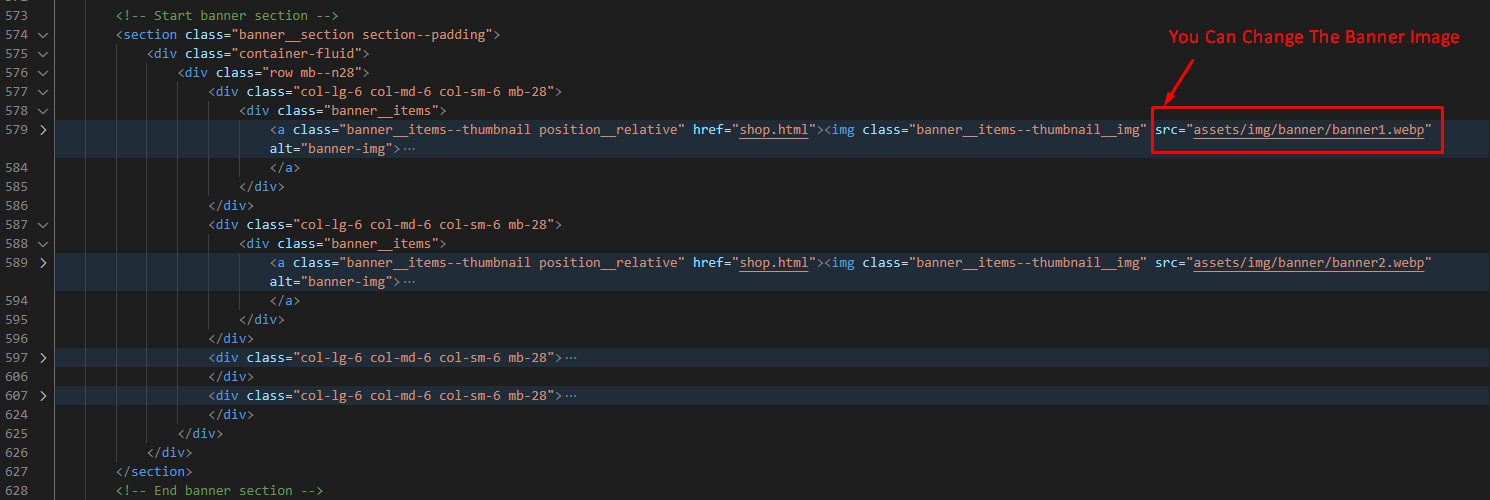 573 <!-- Start banner section -->
574 <section class="banner__section section--padding">
You Can Change The Banner Image
575 <div class="container-fluid">
576 <div class="row mb--n28">
577 <div class="col-lg-6 col-md-6 col-sm-6 mb-28">
578 <div class="banner__items">
579 <a class="banner__items--thumbnail position__relative" href="shop.html"><img class="banner__items--thumbnail__img" src="assets/img/banner/banner1.webp"
alt="banner-img">…
584 </a>
585 </div>
586 </div>
587 <div class="col-lg-6 col-md-6 col-sm-6 mb-28">
588 <div class="banner__items">
589 <a class="banner__items--thumbnail position__relative" href="shop.html"><img class="banner__items--thumbnail__img" src="assets/img/banner/banner2.webp"
alt="banner-img">…
594 </a>
595 </div>
596 </div>
597 <div class="col-lg-6 col-md-6 col-sm-6 mb-28">…
606 </div>
607 <div class="col-lg-6 col-md-6 col-sm-6 mb-28">…
624 </div>
625 </div>
626 </div>
627 </section>
628 <!-- End banner section -->